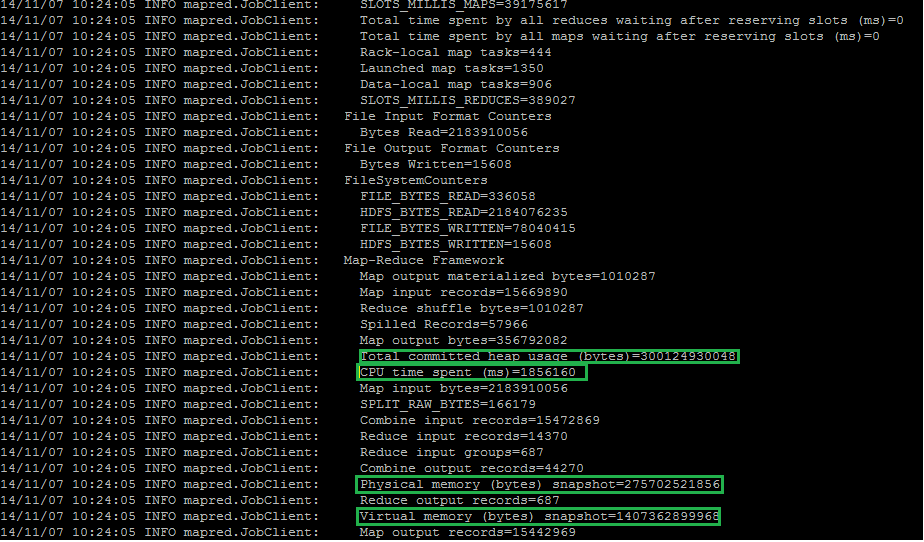 14/11/07 10:24:05 INFO mapred.JobClient:     SLOTS_MILLIS_MAPS=39175617
14/11/07 10:24:05 INFO mapred.JobClient:     Total time spent by all reduces waiting after reserving slots (ms)=0
14/11/07 10:24:05 INFO mapred.JobClient:     Total time spent by all maps waiting after reserving slots (ms)=0
14/11/07 10:24:05 INFO mapred.JobClient:     Rack-local map tasks=444
14/11/07 10:24:05 INFO mapred.JobClient:     Launched map tasks=1350
14/11/07 10:24:05 INFO mapred.JobClient:     Data-local map tasks=906
14/11/07 10:24:05 INFO mapred.JobClient:     SLOTS_MILLIS_REDUCES=389027
14/11/07 10:24:05 INFO mapred.JobClient:   File Input Format Counters
14/11/07 10:24:05 INFO mapred.JobClient:     Bytes Read=2183910056
14/11/07 10:24:05 INFO mapred.JobClient:   File Output Format Counters
14/11/07 10:24:05 INFO mapred.JobClient:     Bytes Written=15608
14/11/07 10:24:05 INFO mapred.JobClient:   FileSystemCounters
14/11/07 10:24:05 INFO mapred.JobClient:     FILE_BYTES_READ=336058
14/11/07 10:24:05 INFO mapred.JobClient:     HDFS_BYTES_READ=2184076235
14/11/07 10:24:05 INFO mapred.JobClient:     FILE_BYTES_WRITTEN=78040415
14/11/07 10:24:05 INFO mapred.JobClient:     HDFS_BYTES_WRITTEN=15608
14/11/07 10:24:05 INFO mapred.JobClient:   Map-Reduce Framework
14/11/07 10:24:05 INFO mapred.JobClient:     Map output materialized bytes=1010287
14/11/07 10:24:05 INFO mapred.JobClient:     Map input records=15669890
14/11/07 10:24:05 INFO mapred.JobClient:     Reduce shuffle bytes=1010287
14/11/07 10:24:05 INFO mapred.JobClient:     Spilled Records=57966
14/11/07 10:24:05 INFO mapred.JobClient:     Map output bytes=356792082
14/11/07 10:24:05 INFO mapred.JobClient:     Total committed heap usage (bytes)=300124930048
14/11/07 10:24:05 INFO mapred.JobClient:     CPU time spent (ms)=1856160
14/11/07 10:24:05 INFO mapred.JobClient:     Map input bytes=2183910056
14/11/07 10:24:05 INFO mapred.JobClient:     SPLIT_RAW_BYTES=166179
14/11/07 10:24:05 INFO mapred.JobClient:     Combine input records=15472869
14/11/07 10:24:05 INFO mapred.JobClient:     Reduce input records=14370
14/11/07 10:24:05 INFO mapred.JobClient:     Reduce input groups=687
14/11/07 10:24:05 INFO mapred.JobClient:     Combine output records=44270
14/11/07 10:24:05 INFO mapred.JobClient:     Physical memory (bytes) snapshot=275702521856
14/11/07 10:24:05 INFO mapred.JobClient:     Reduce output records=687
14/11/07 10:24:05 INFO mapred.JobClient:     Virtual memory (bytes) snapshot=1407362899968
14/11/07 10:24:05 INFO mapred.JobClient:     Map output records=15442969